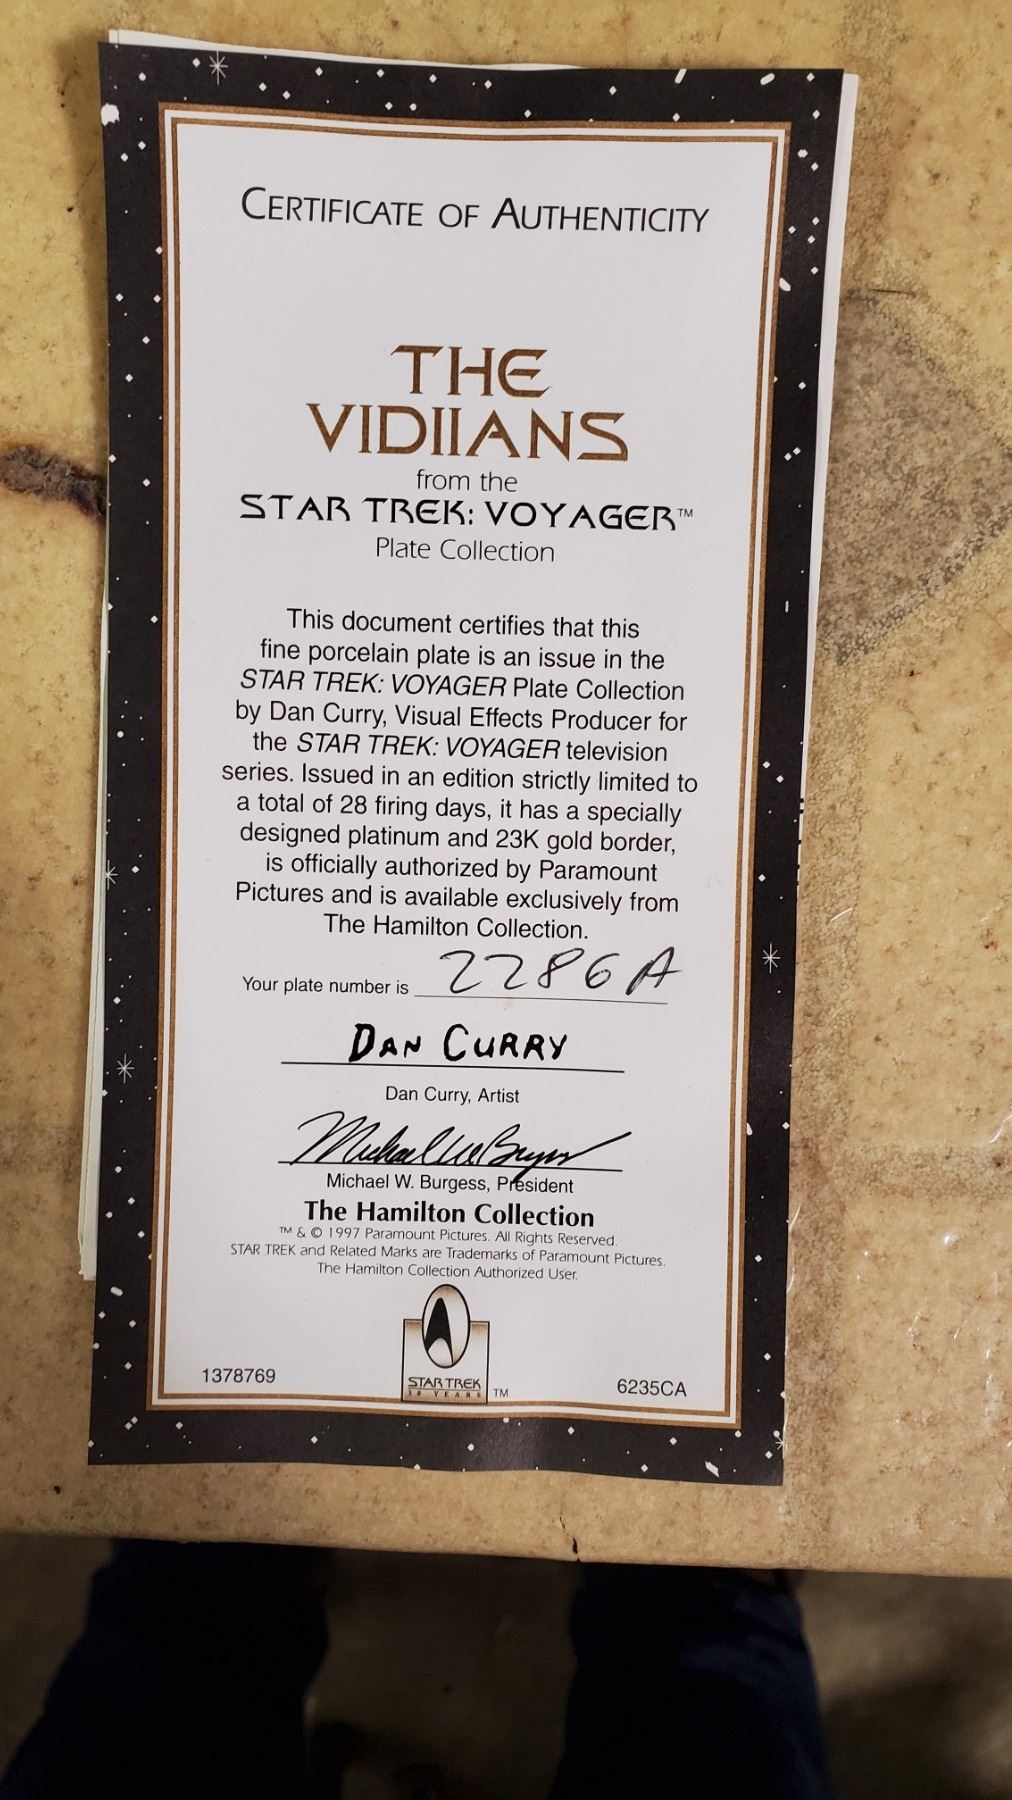 CERTIFICATE OF AUTHENTICITY
THE
VIDIIANS
from the
STAR TREK: VOYAGER™
Plate Collection
This document certifies that this
fine porcelain plate is an issue in the
STAR TREK: VOYAGER Plate Collection
by Dan Curry, Visual Effects Producer for
the STAR TREK: VOYAGER television
series. Issued in an edition strictly limited to
a total of 28 firing days, it has a specially
designed platinum and 23K gold border,
is officially authorized by Paramount
Pictures and is available exclusively from
The Hamilton Collection.
Your plate number is 2286A
DAN CURRY
Dan Curry, Artist
Michael W Burgess
Michael W. Burgess, President
The Hamilton Collection
™ & © 1997 Paramount Pictures. All Rights Reserved.
STAR TREK and Related Marks are Trademarks of Paramount Pictures.
The Hamilton Collection Authorized User.
STAR TREK
30 YEARS TM
1378769
6235CA